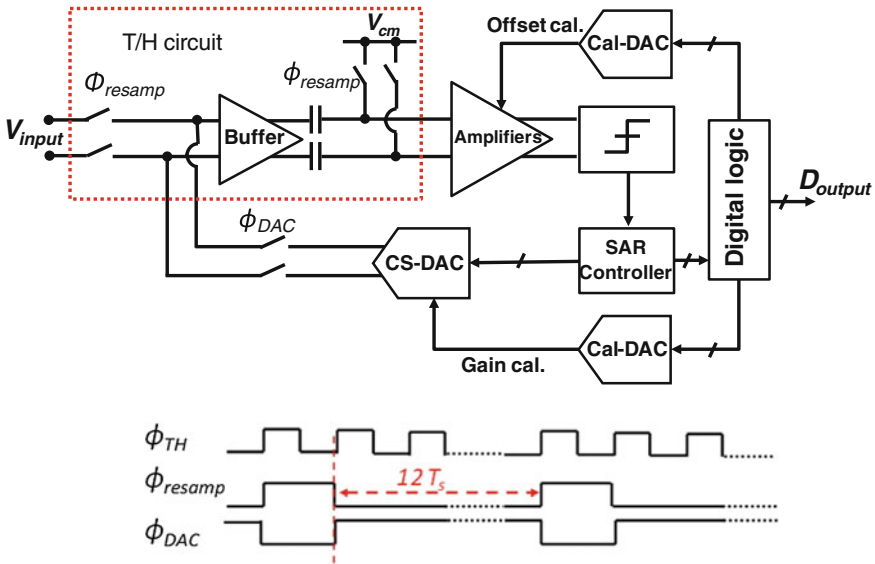 V_cm
Offset cal.
Cal-DAC
T/H circuit
Φ_resamp
ϕ_resamp
V_input
Buffer
Amplifiers
Digital logic
D_output
ϕ_DAC
CS-DAC
SAR
Controller
Gain cal.
Cal-DAC
ϕ_TH
ϕ_resamp
12 T_s
ϕ_DAC